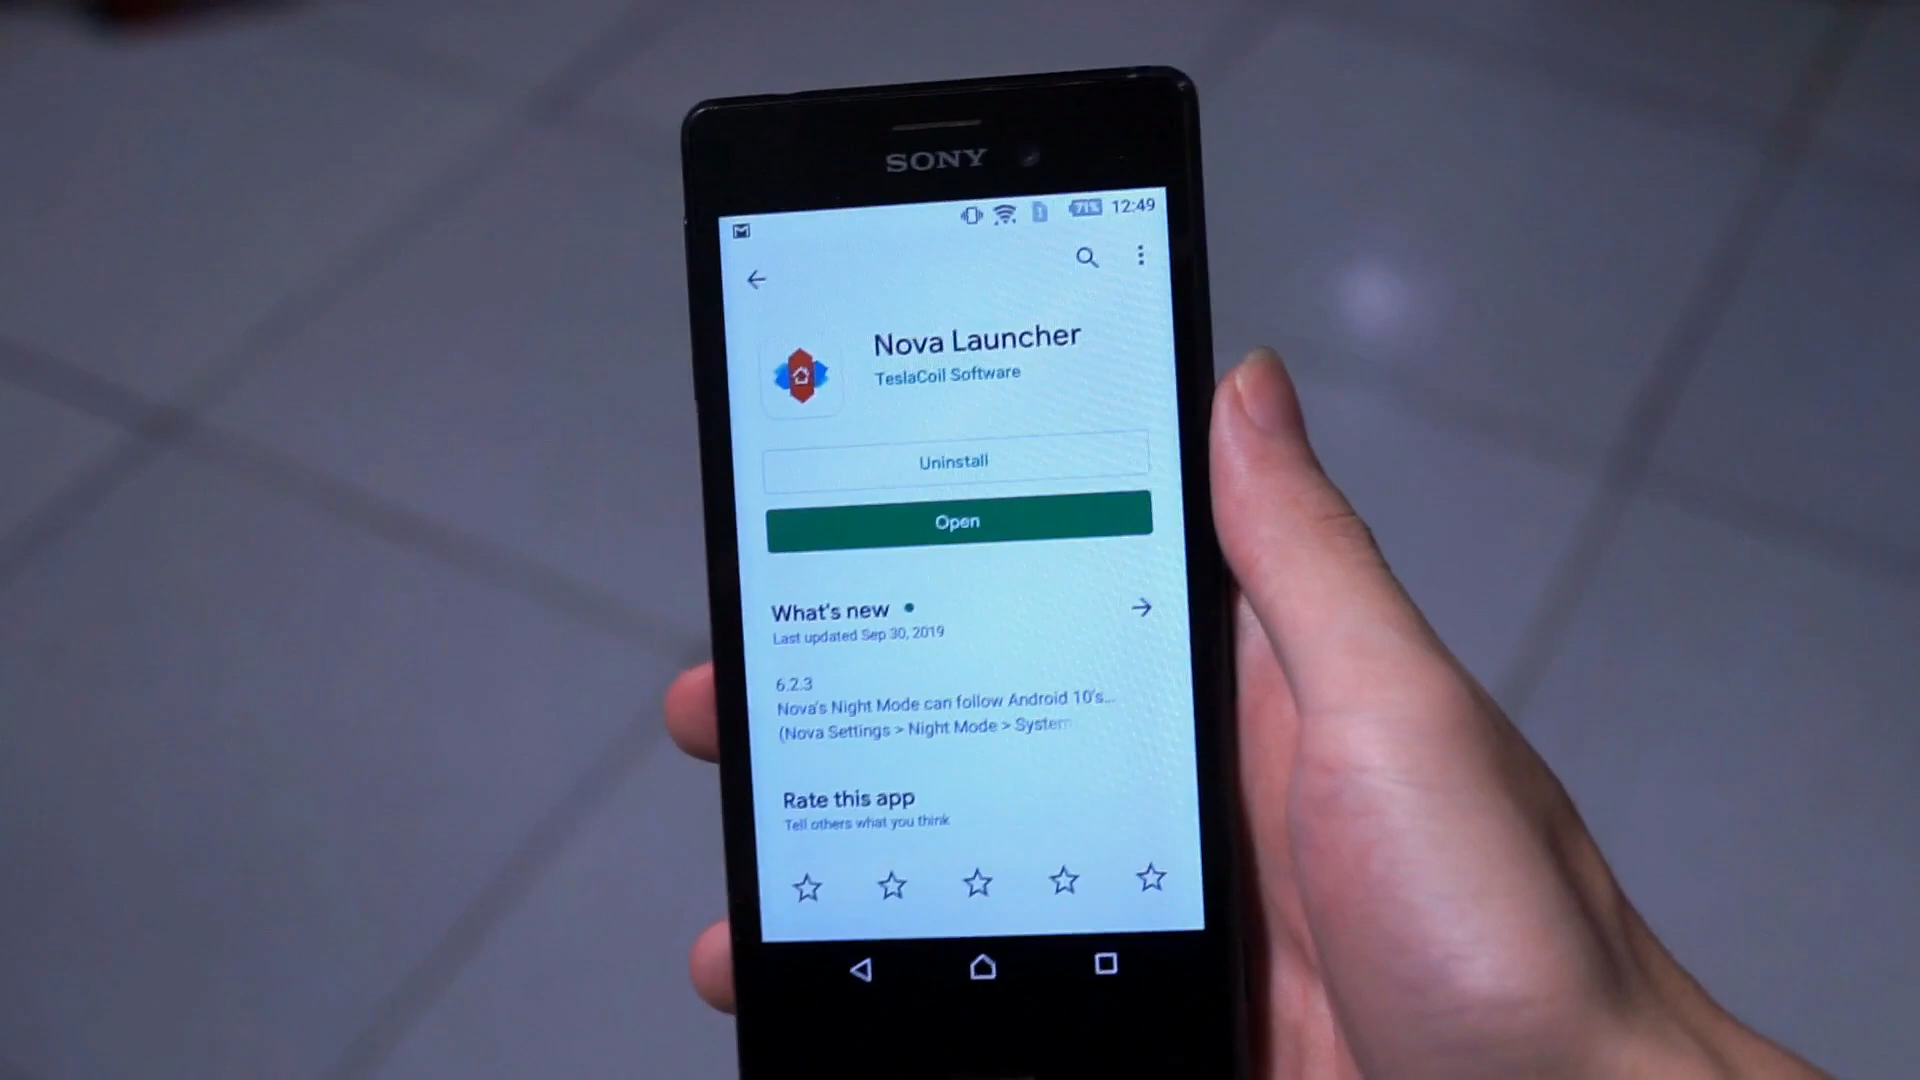 SONY
71% 12:49
Nova Launcher
TeslaCoil Software
Uninstall
Open
What's new
Last updated Sep 30, 2019
6.2.3
Nova's Night Mode can follow Android 10's...
(Nova Settings > Night Mode > System
Rate this app
Tell others what you think